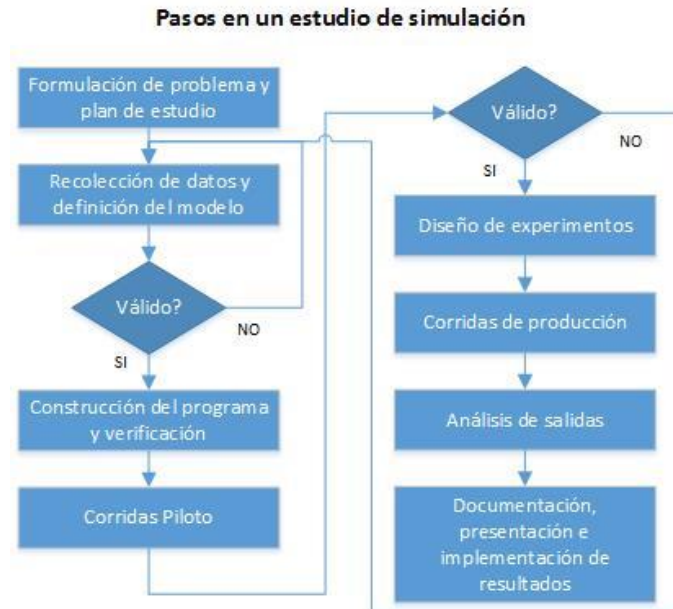 Pasos en un estudio de simulación
Formulación de problema y
plan de estudio
Recolección de datos y
definición del modelo
Válido?
NO
SI
Construcción del programa
y verificación
Corridas Piloto
Válido?
NO
SI
Diseño de experimentos
Corridas de producción
Análisis de salidas
Documentación,
presentación e
implementación de
resultados